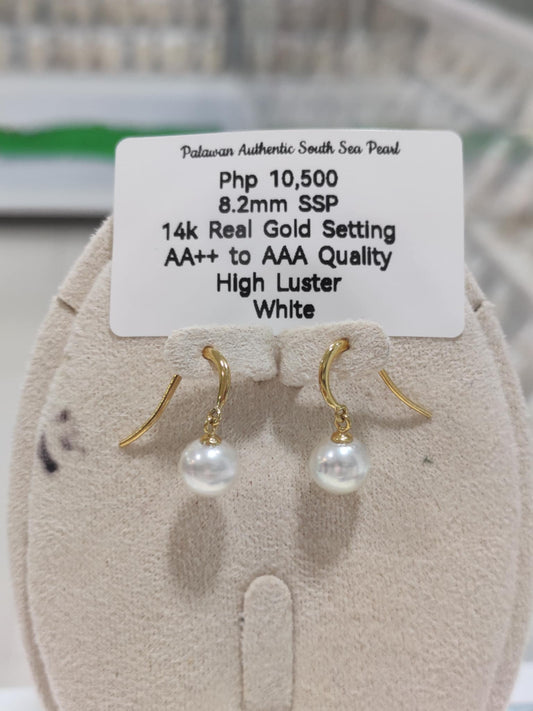 Palawan Authentic South Sea Pearl
Php 10,500
8.2mm SSP
14k Real Gold Setting
AA++ to AAA Quality
High Luster
White